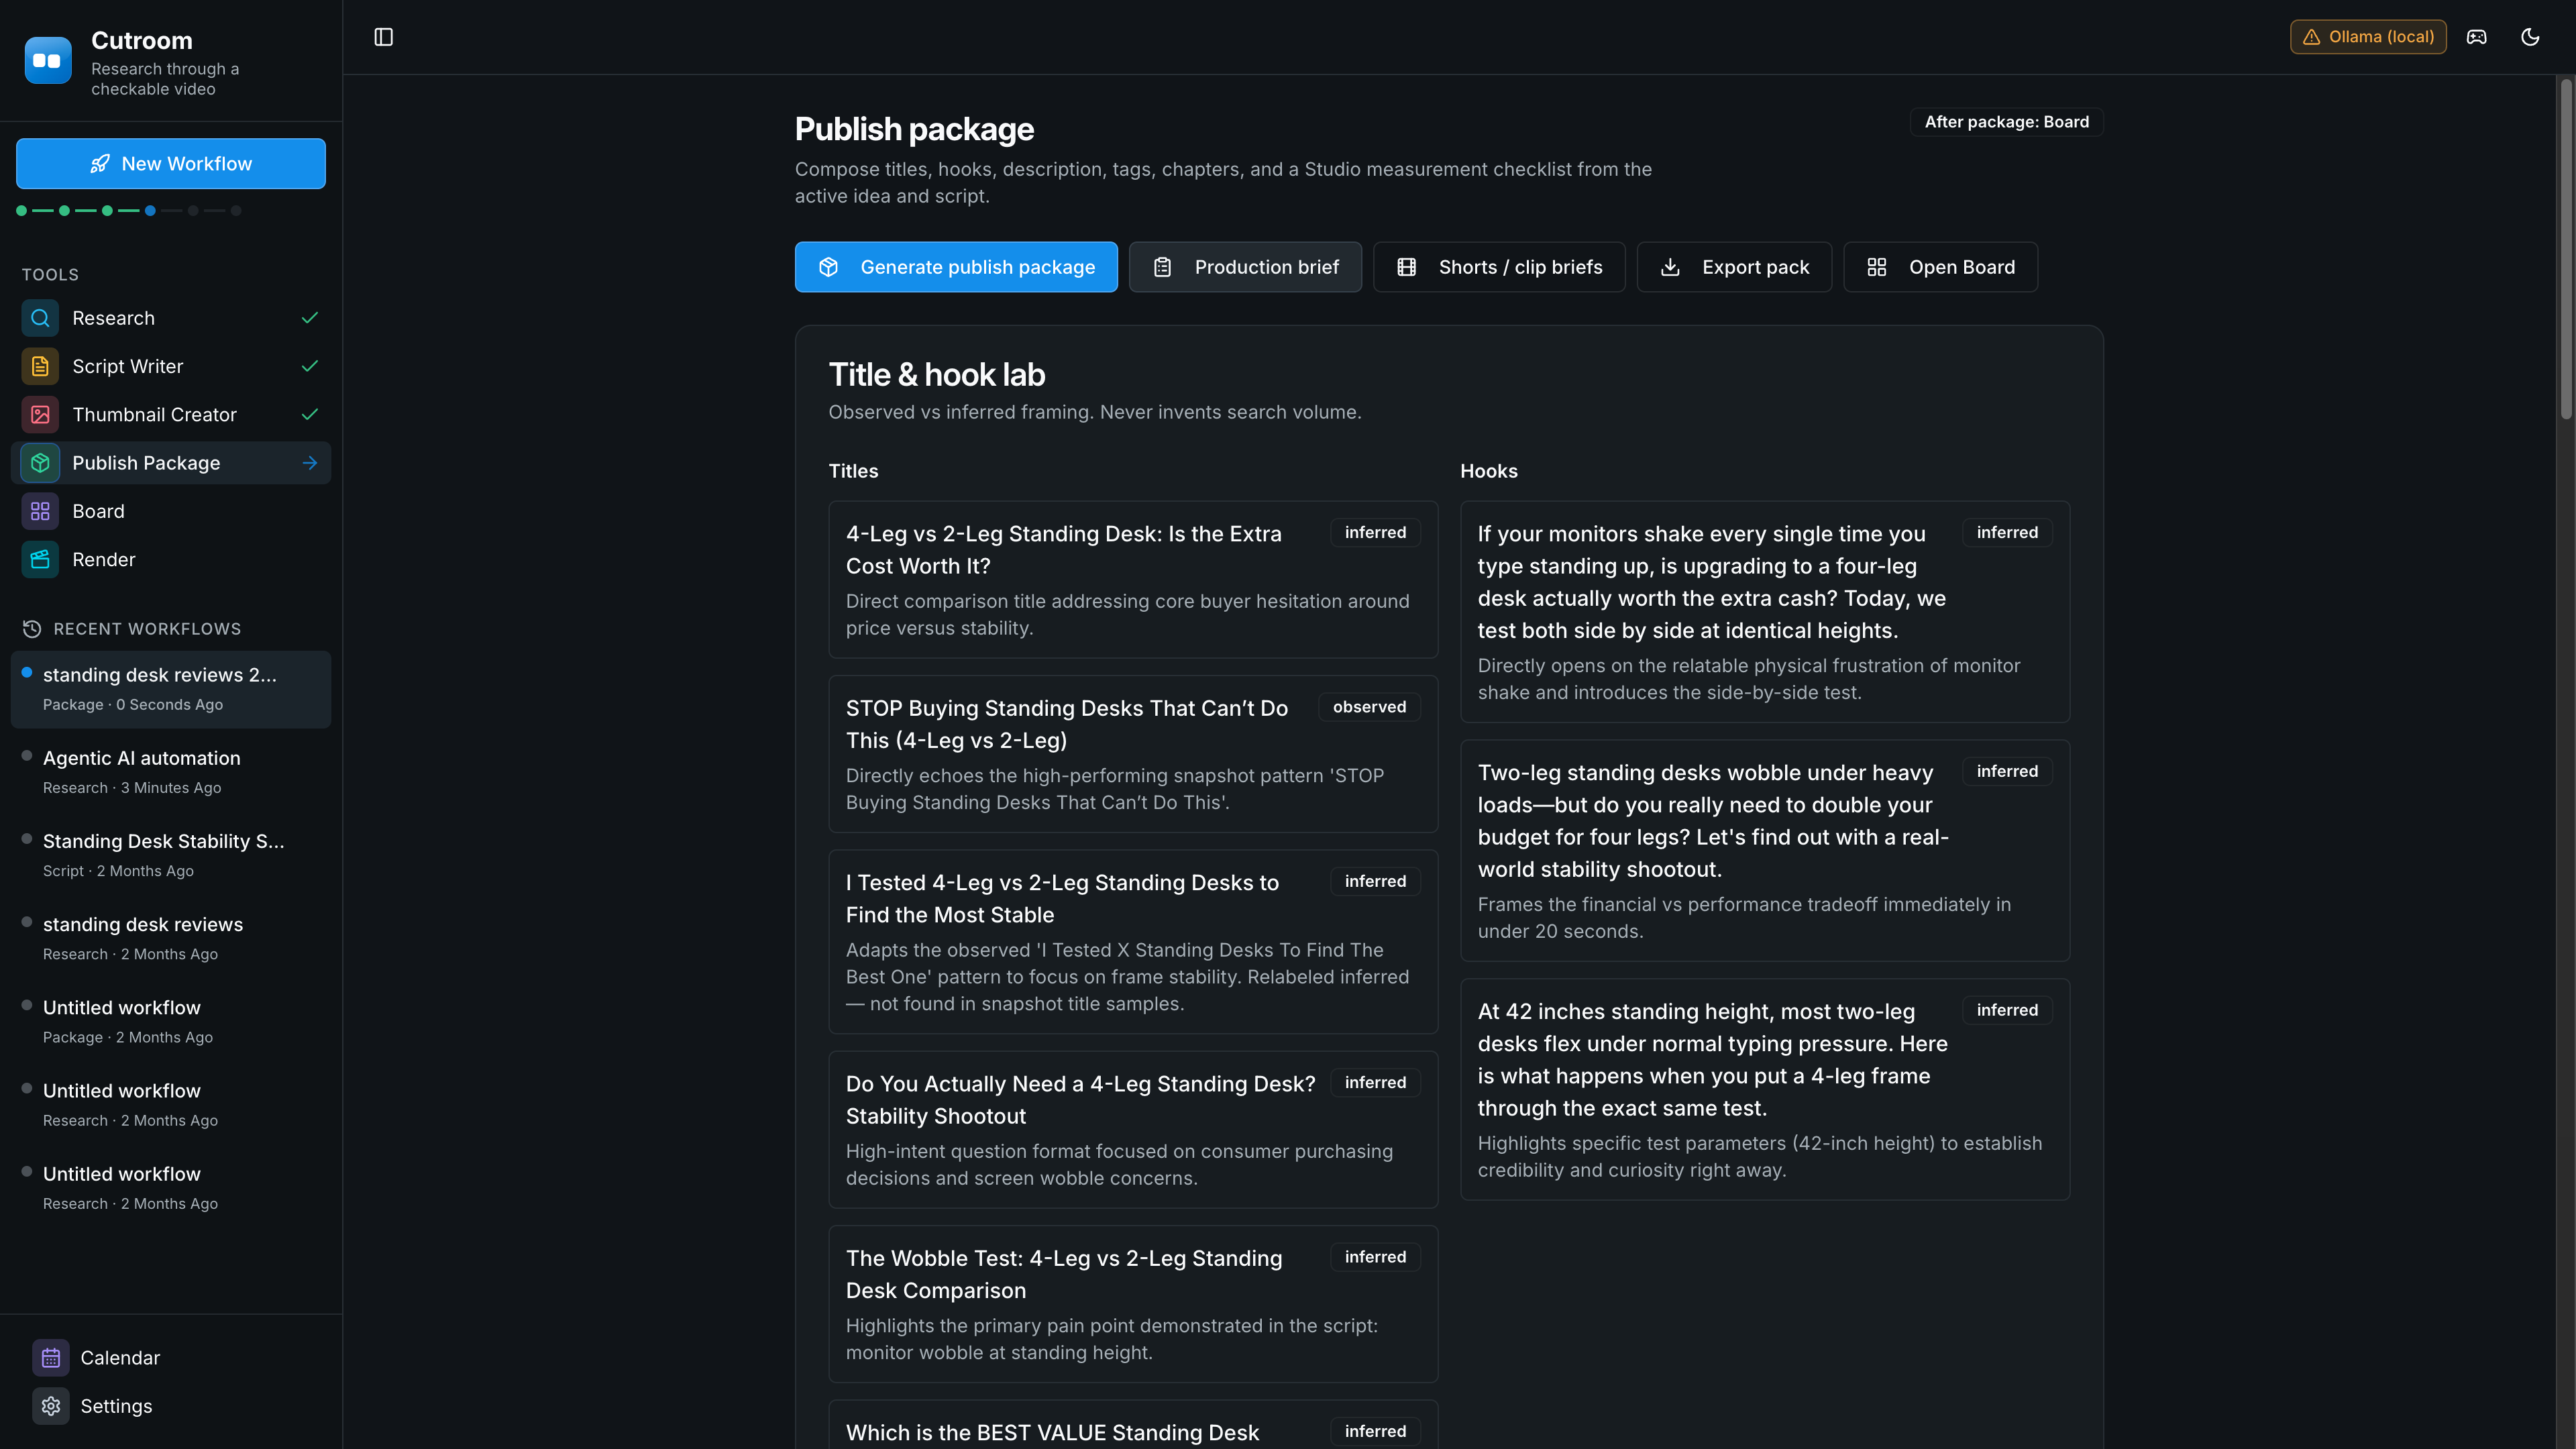 Cutroom
Research through a
checkable video
New Workflow
TOOLS
Research
Script Writer
Thumbnail Creator
Publish Package
Board
Render
RECENT WORKFLOWS
standing desk reviews 2...
Package · 0 Seconds Ago
Agentic AI automation
Research · 3 Minutes Ago
Standing Desk Stability S...
Script · 2 Months Ago
standing desk reviews
Research · 2 Months Ago
Untitled workflow
Package · 2 Months Ago
Untitled workflow
Research · 2 Months Ago
Untitled workflow
Research · 2 Months Ago
Calendar
Settings
Ollama (local)
Publish package
After package: Board
Compose titles, hooks, description, tags, chapters, and a Studio measurement checklist from the
active idea and script.
Generate publish package
Production brief
Shorts / clip briefs
Export pack
Open Board
Title & hook lab
Observed vs inferred framing. Never invents search volume.
Titles
4-Leg vs 2-Leg Standing Desk: Is the Extra
Cost Worth It?
inferred
Direct comparison title addressing core buyer hesitation around
price versus stability.
STOP Buying Standing Desks That Can’t Do
This (4-Leg vs 2-Leg)
observed
Directly echoes the high-performing snapshot pattern 'STOP
Buying Standing Desks That Can’t Do This'.
I Tested 4-Leg vs 2-Leg Standing Desks to
Find the Most Stable
inferred
Adapts the observed 'I Tested X Standing Desks To Find The
Best One' pattern to focus on frame stability. Relabeled inferred
— not found in snapshot title samples.
Do You Actually Need a 4-Leg Standing Desk?
Stability Shootout
inferred
High-intent question format focused on consumer purchasing
decisions and screen wobble concerns.
The Wobble Test: 4-Leg vs 2-Leg Standing
Desk Comparison
inferred
Highlights the primary pain point demonstrated in the script:
monitor wobble at standing height.
Which is the BEST VALUE Standing Desk
inferred
Hooks
If your monitors shake every single time you
type standing up, is upgrading to a four-leg
desk actually worth the extra cash? Today, we
test both side by side at identical heights.
inferred
Directly opens on the relatable physical frustration of monitor
shake and introduces the side-by-side test.
Two-leg standing desks wobble under heavy
loads—but do you really need to double your
budget for four legs? Let's find out with a real-
world stability shootout.
inferred
Frames the financial vs performance tradeoff immediately in
under 20 seconds.
At 42 inches standing height, most two-leg
desks flex under normal typing pressure. Here
is what happens when you put a 4-leg frame
through the exact same test.
inferred
Highlights specific test parameters (42-inch height) to establish
credibility and curiosity right away.